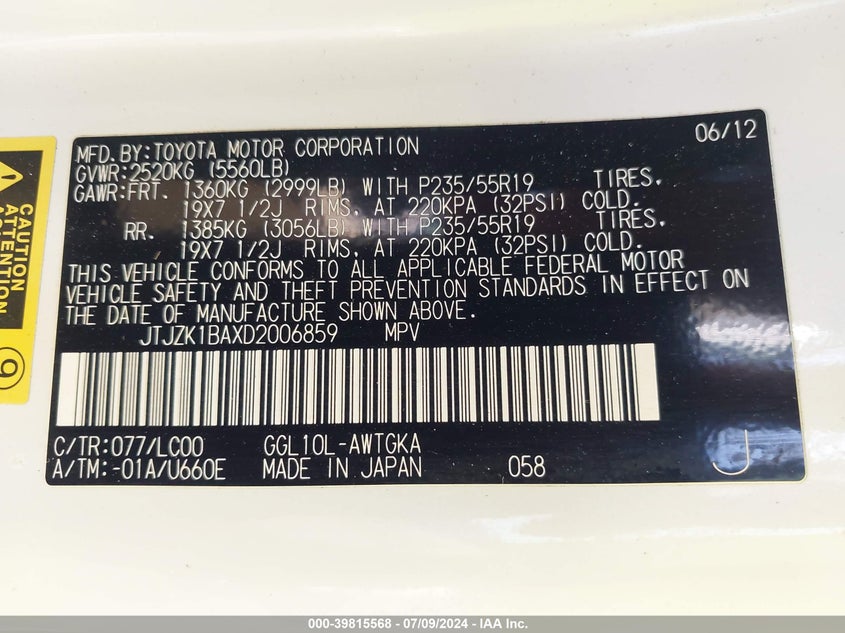 MFD.BY:TOYOTA MOTOR CORPORATION 06/12
GVWR:2520KG (5560LB)
GAWR:FRT. 1360KG (2999LB) WITH P235/55R19 TIRES,
19X7 1/2J RIMS, AT 220KPA (32PSI) COLD.
RR. 1385KG (3056LB) WITH P235/55R19 TIRES,
19X7 1/2J RIMS, AT 220KPA (32PSI) COLD.
THIS VEHICLE CONFORMS TO ALL APPLICABLE FEDERAL MOTOR
VEHICLE SAFETY AND THEFT PREVENTION STANDARDS IN EFFECT ON
THE DATE OF MANUFACTURE SHOWN ABOVE.
JTJZK1BAXD2006859 MPV
C/TR:077/LC00 GGL10L-AWTGKA
A/TM:-01A/U660E MADE IN JAPAN 058 J
CAUTION
ATTENTION
9
000-39815568 - 07/09/2024 - IAA Inc.